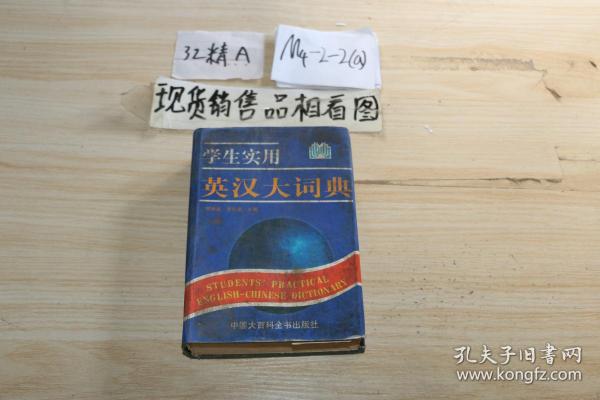 32精A
M4-2-2(a)
现货销售品相看图
学生实用
英汉大词典
STUDENTS' PRACTICAL
ENGLISH-CHINESE DICTIONARY
中国大百科全书出版社
孔夫子旧书网
www.kongfz.com